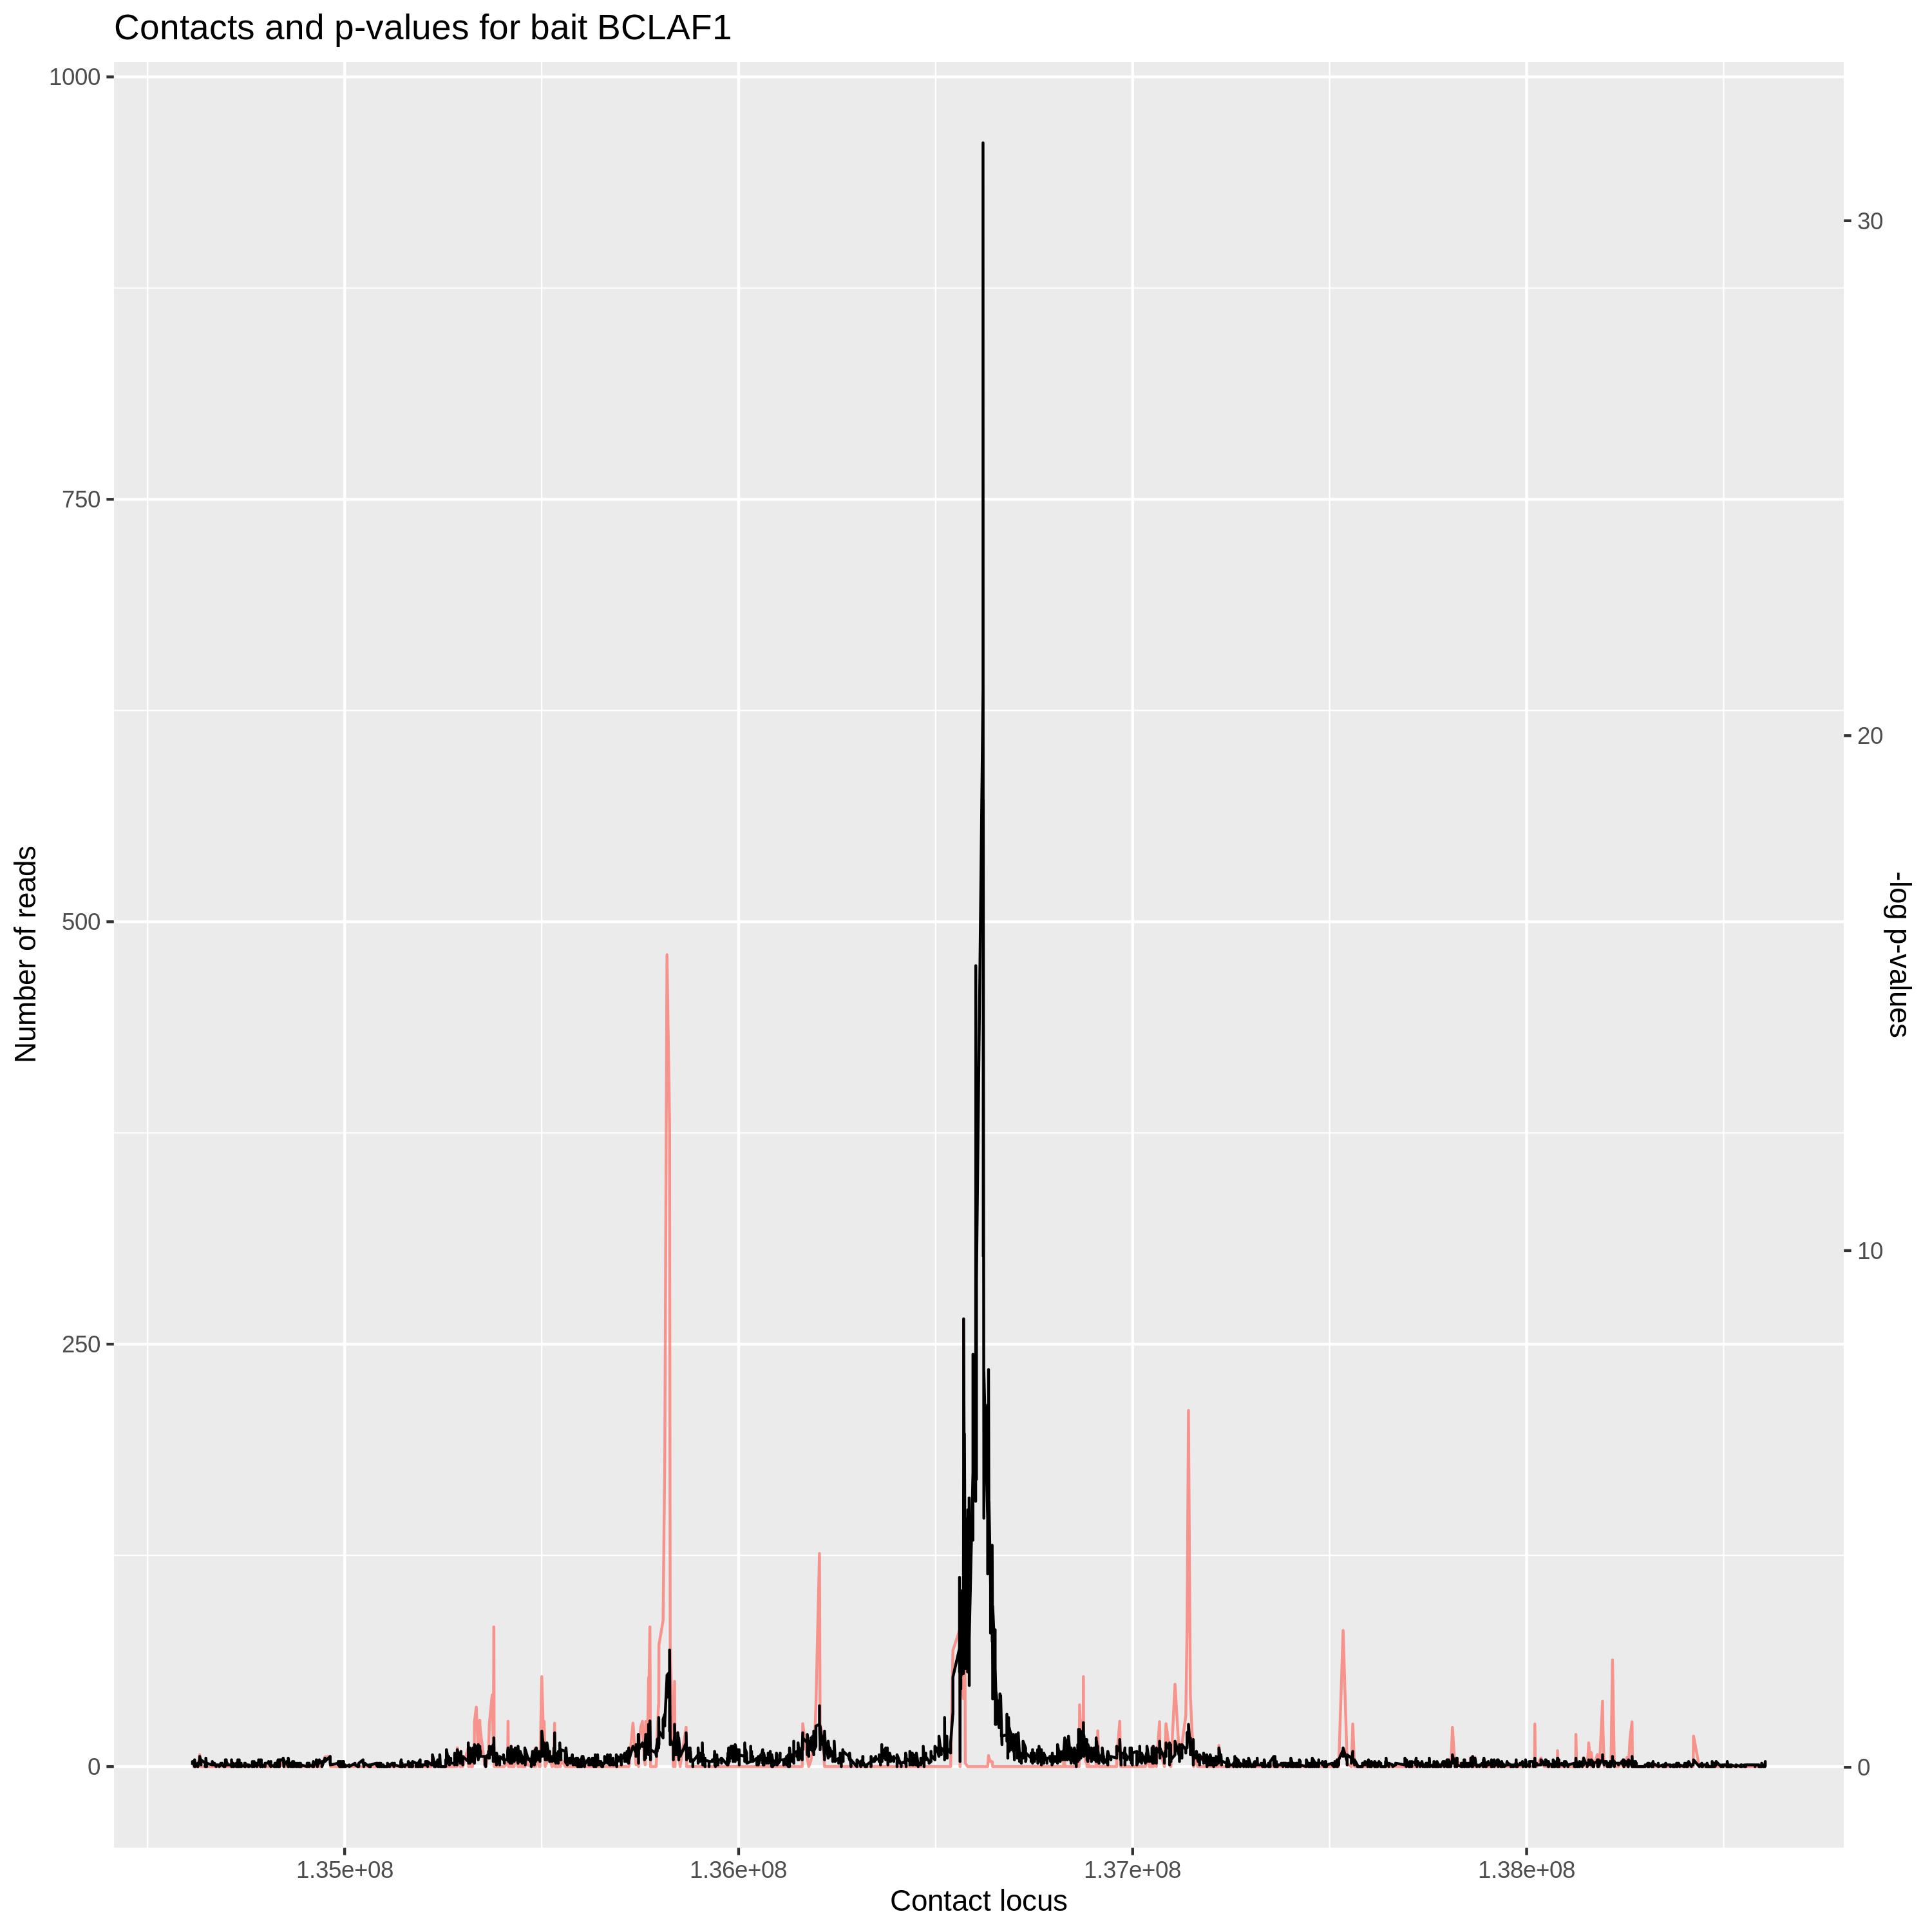 Contacts and p-values for bait BCLAF1
1000
750
500
250
0
Number of reads
30
20
10
0
-log p-values
1.35e+08
1.36e+08
1.37e+08
1.38e+08
Contact locus